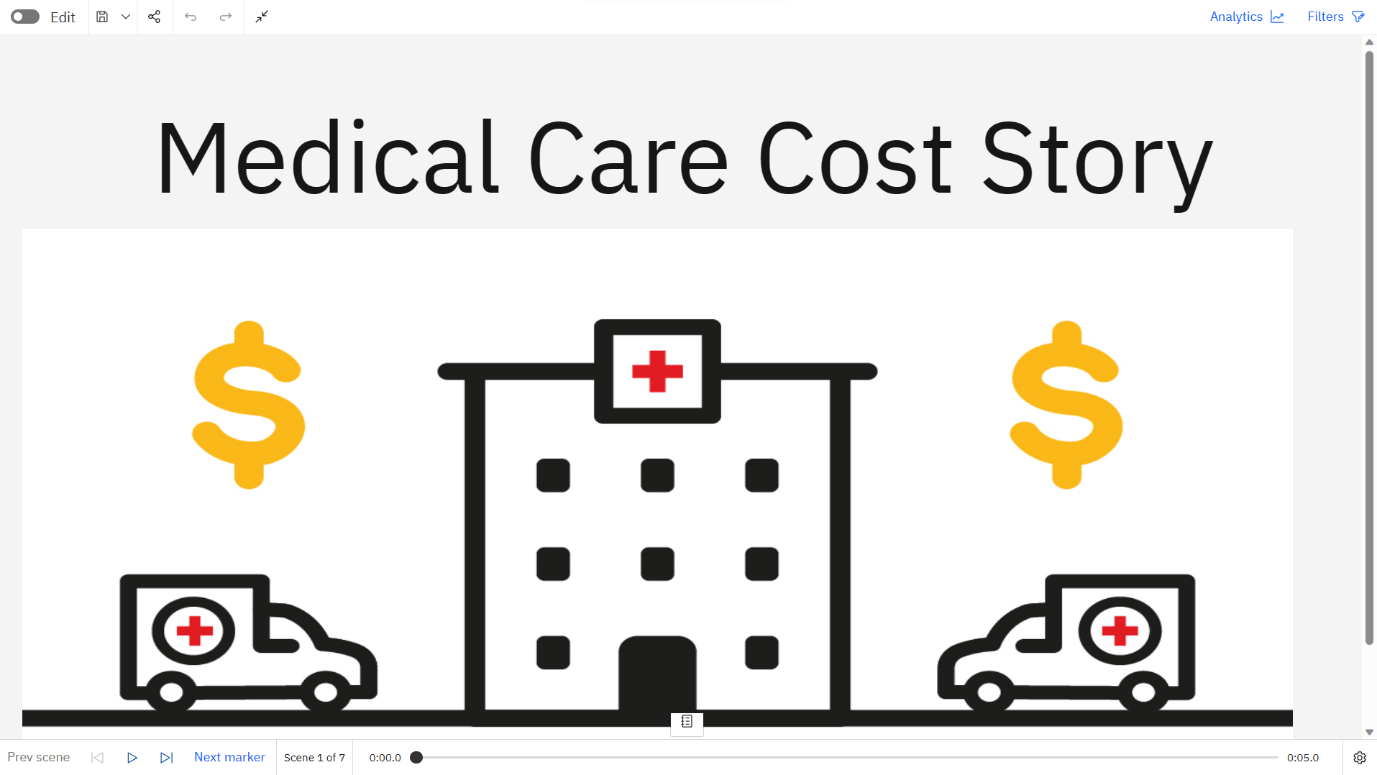 Edit
Analytics
Filters
Medical Care Cost Story
$ $
Prev scene
Next marker
Scene 1 of 7
0:00.0
0:05.0